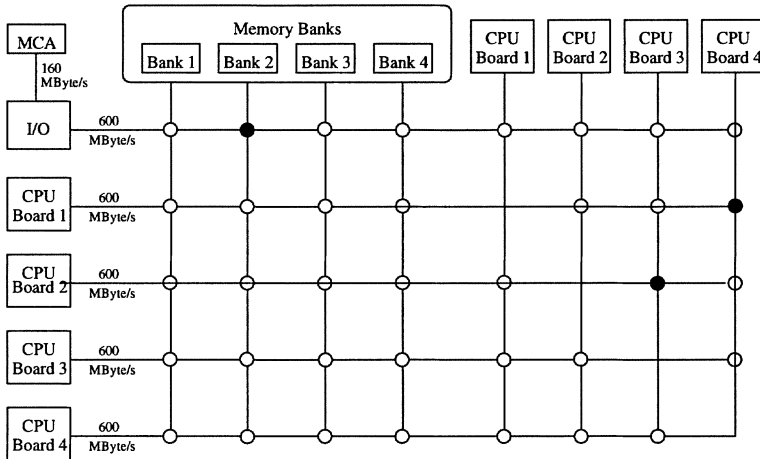 Memory Banks
Bank 1
Bank 2
Bank 3
Bank 4
CPU
Board 1
CPU
Board 2
CPU
Board 3
CPU
Board 4
MCA
160
MByte/s
I/O
600
MByte/s
CPU
Board 1
600
MByte/s
CPU
Board 2
600
MByte/s
CPU
Board 3
600
MByte/s
CPU
Board 4
600
MByte/s